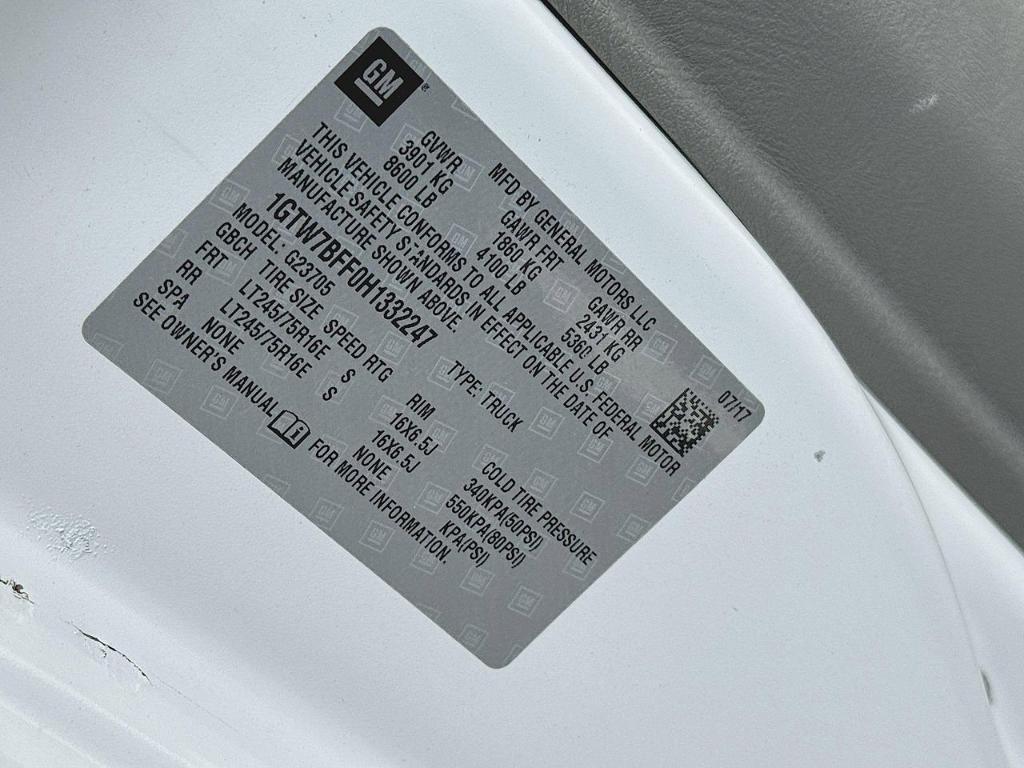 GM
MFD BY GENERAL MOTORS LLC 07/17
GVWR GAWR FRT GAWR RR
3901 KG 1860 KG 2431 KG
8600 LB 4100 LB 5360 LB
THIS VEHICLE CONFORMS TO ALL APPLICABLE U.S. FEDERAL MOTOR
VEHICLE SAFETY STANDARDS IN EFFECT ON THE DATE OF
MANUFACTURE SHOWN ABOVE
1GTW7BFF0H1332247 TYPE: TRUCK
MODEL: G23705
GBCH TIRE SIZE SPEED RTG RIM COLD TIRE PRESSURE
FRT LT245/75R16E S 16X6.5J 340KPA(50PSI)
RR LT245/75R16E S 16X6.5J 550KPA(80PSI)
SPA NONE NONE KPA(PSI)
SEE OWNER'S MANUAL i FOR MORE INFORMATION.